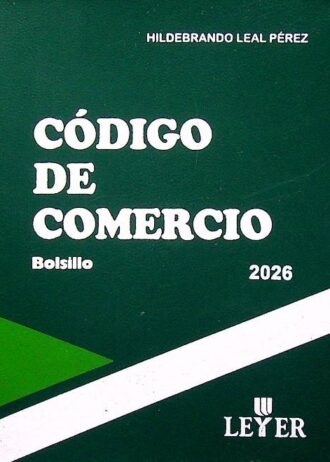 HILDEBRANDO LEAL PÉREZ
CÓDIGO
DE
COMERCIO
Bolsillo
2026
LEYER